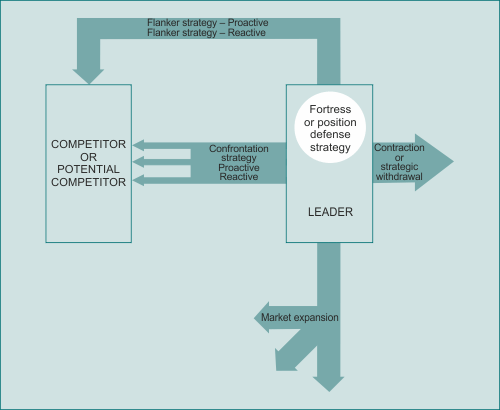 Flanker strategy – Proactive
Flanker strategy – Reactive
COMPETITOR
OR
POTENTIAL
COMPETITOR
Confrontation
strategy
Proactive
Reactive
Fortress
or position
defense
strategy
LEADER
Contraction
or
strategic
withdrawal
Market expansion